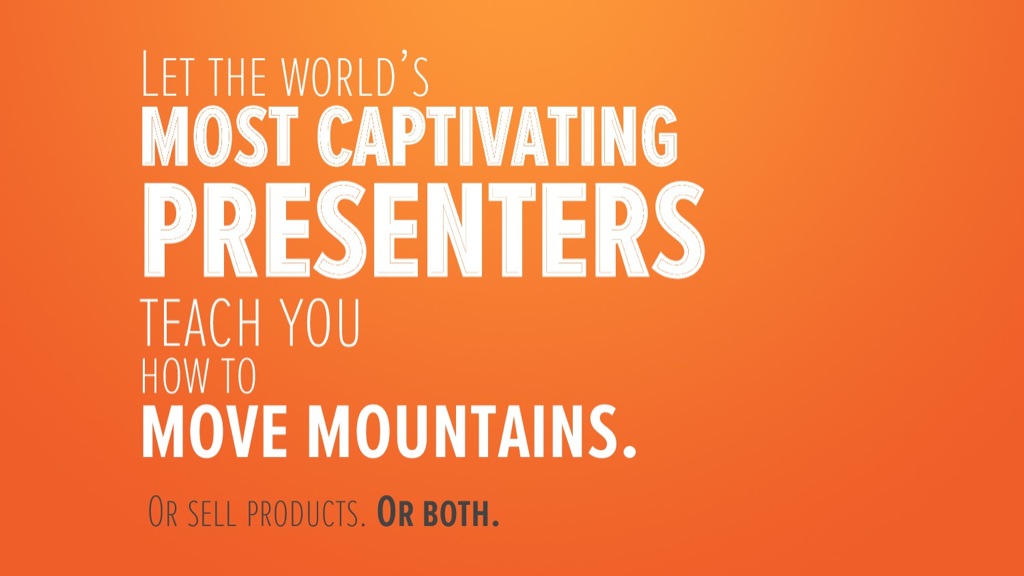 LET THE WORLD'S
MOST CAPTIVATING
PRESENTERS
TEACH YOU
HOW TO
MOVE MOUNTAINS.
OR SELL PRODUCTS. OR BOTH.